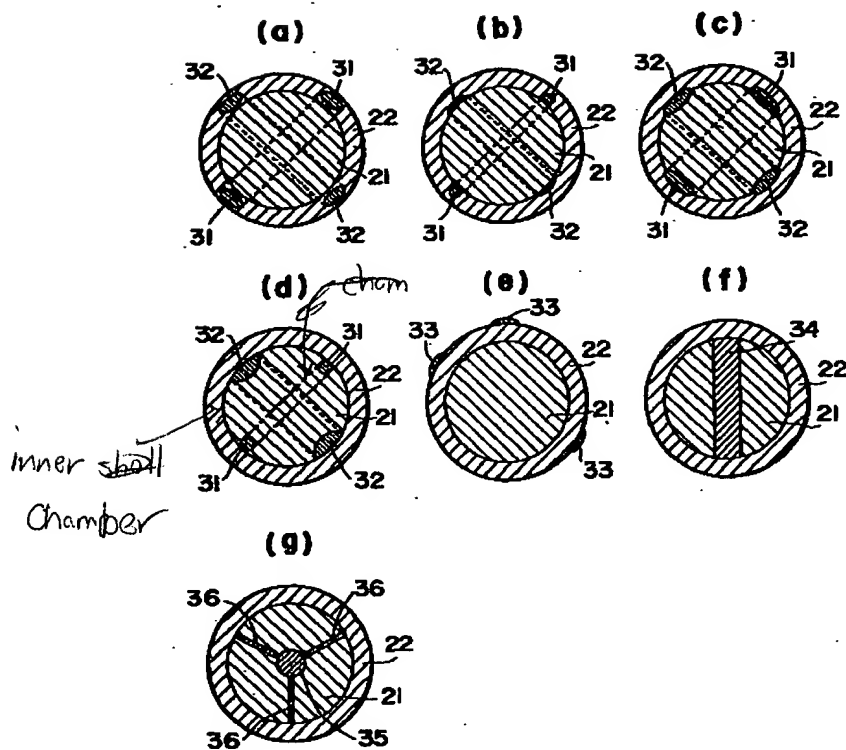 (a) (b) (c)
32 31 32 31 32 31
22 22 22
21 21 21
31 32 31 32 31 32
(d) cham (e) (f)
32 31 33 33 22 34 22
22 21 21 21
31 32 33
inner shell
Chamber
(g)
36 36
22
21
36 35